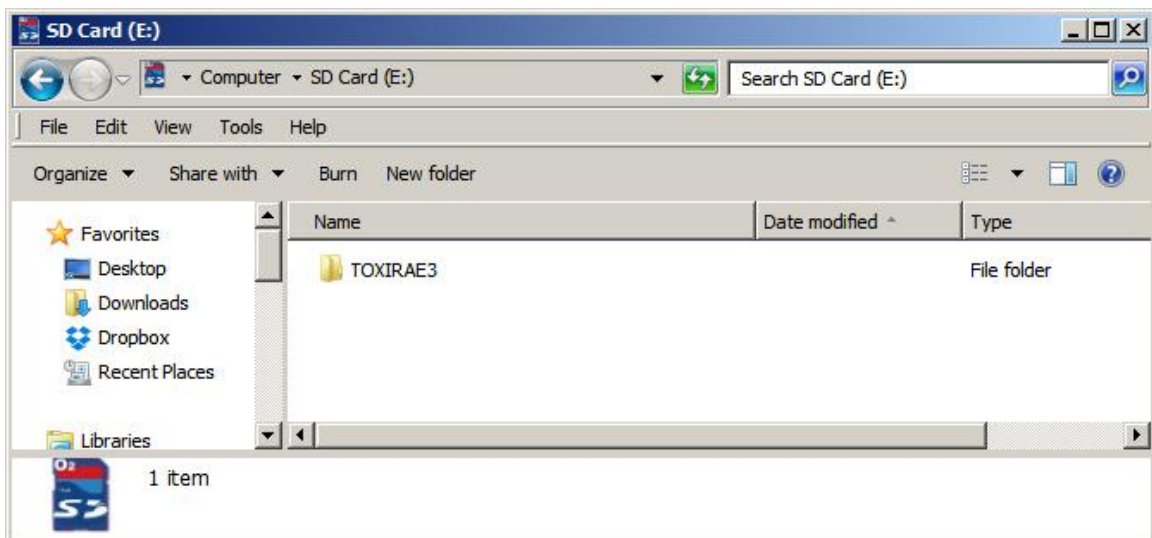 SD Card (E:)
Computer SD Card (E:) Search SD Card (E:)
File Edit View Tools Help
Organize Share with Burn New folder
Favorites
Desktop
Downloads
Dropbox
Recent Places
Libraries
Name Date modified Type
TOXIRAE3 File folder
1 item